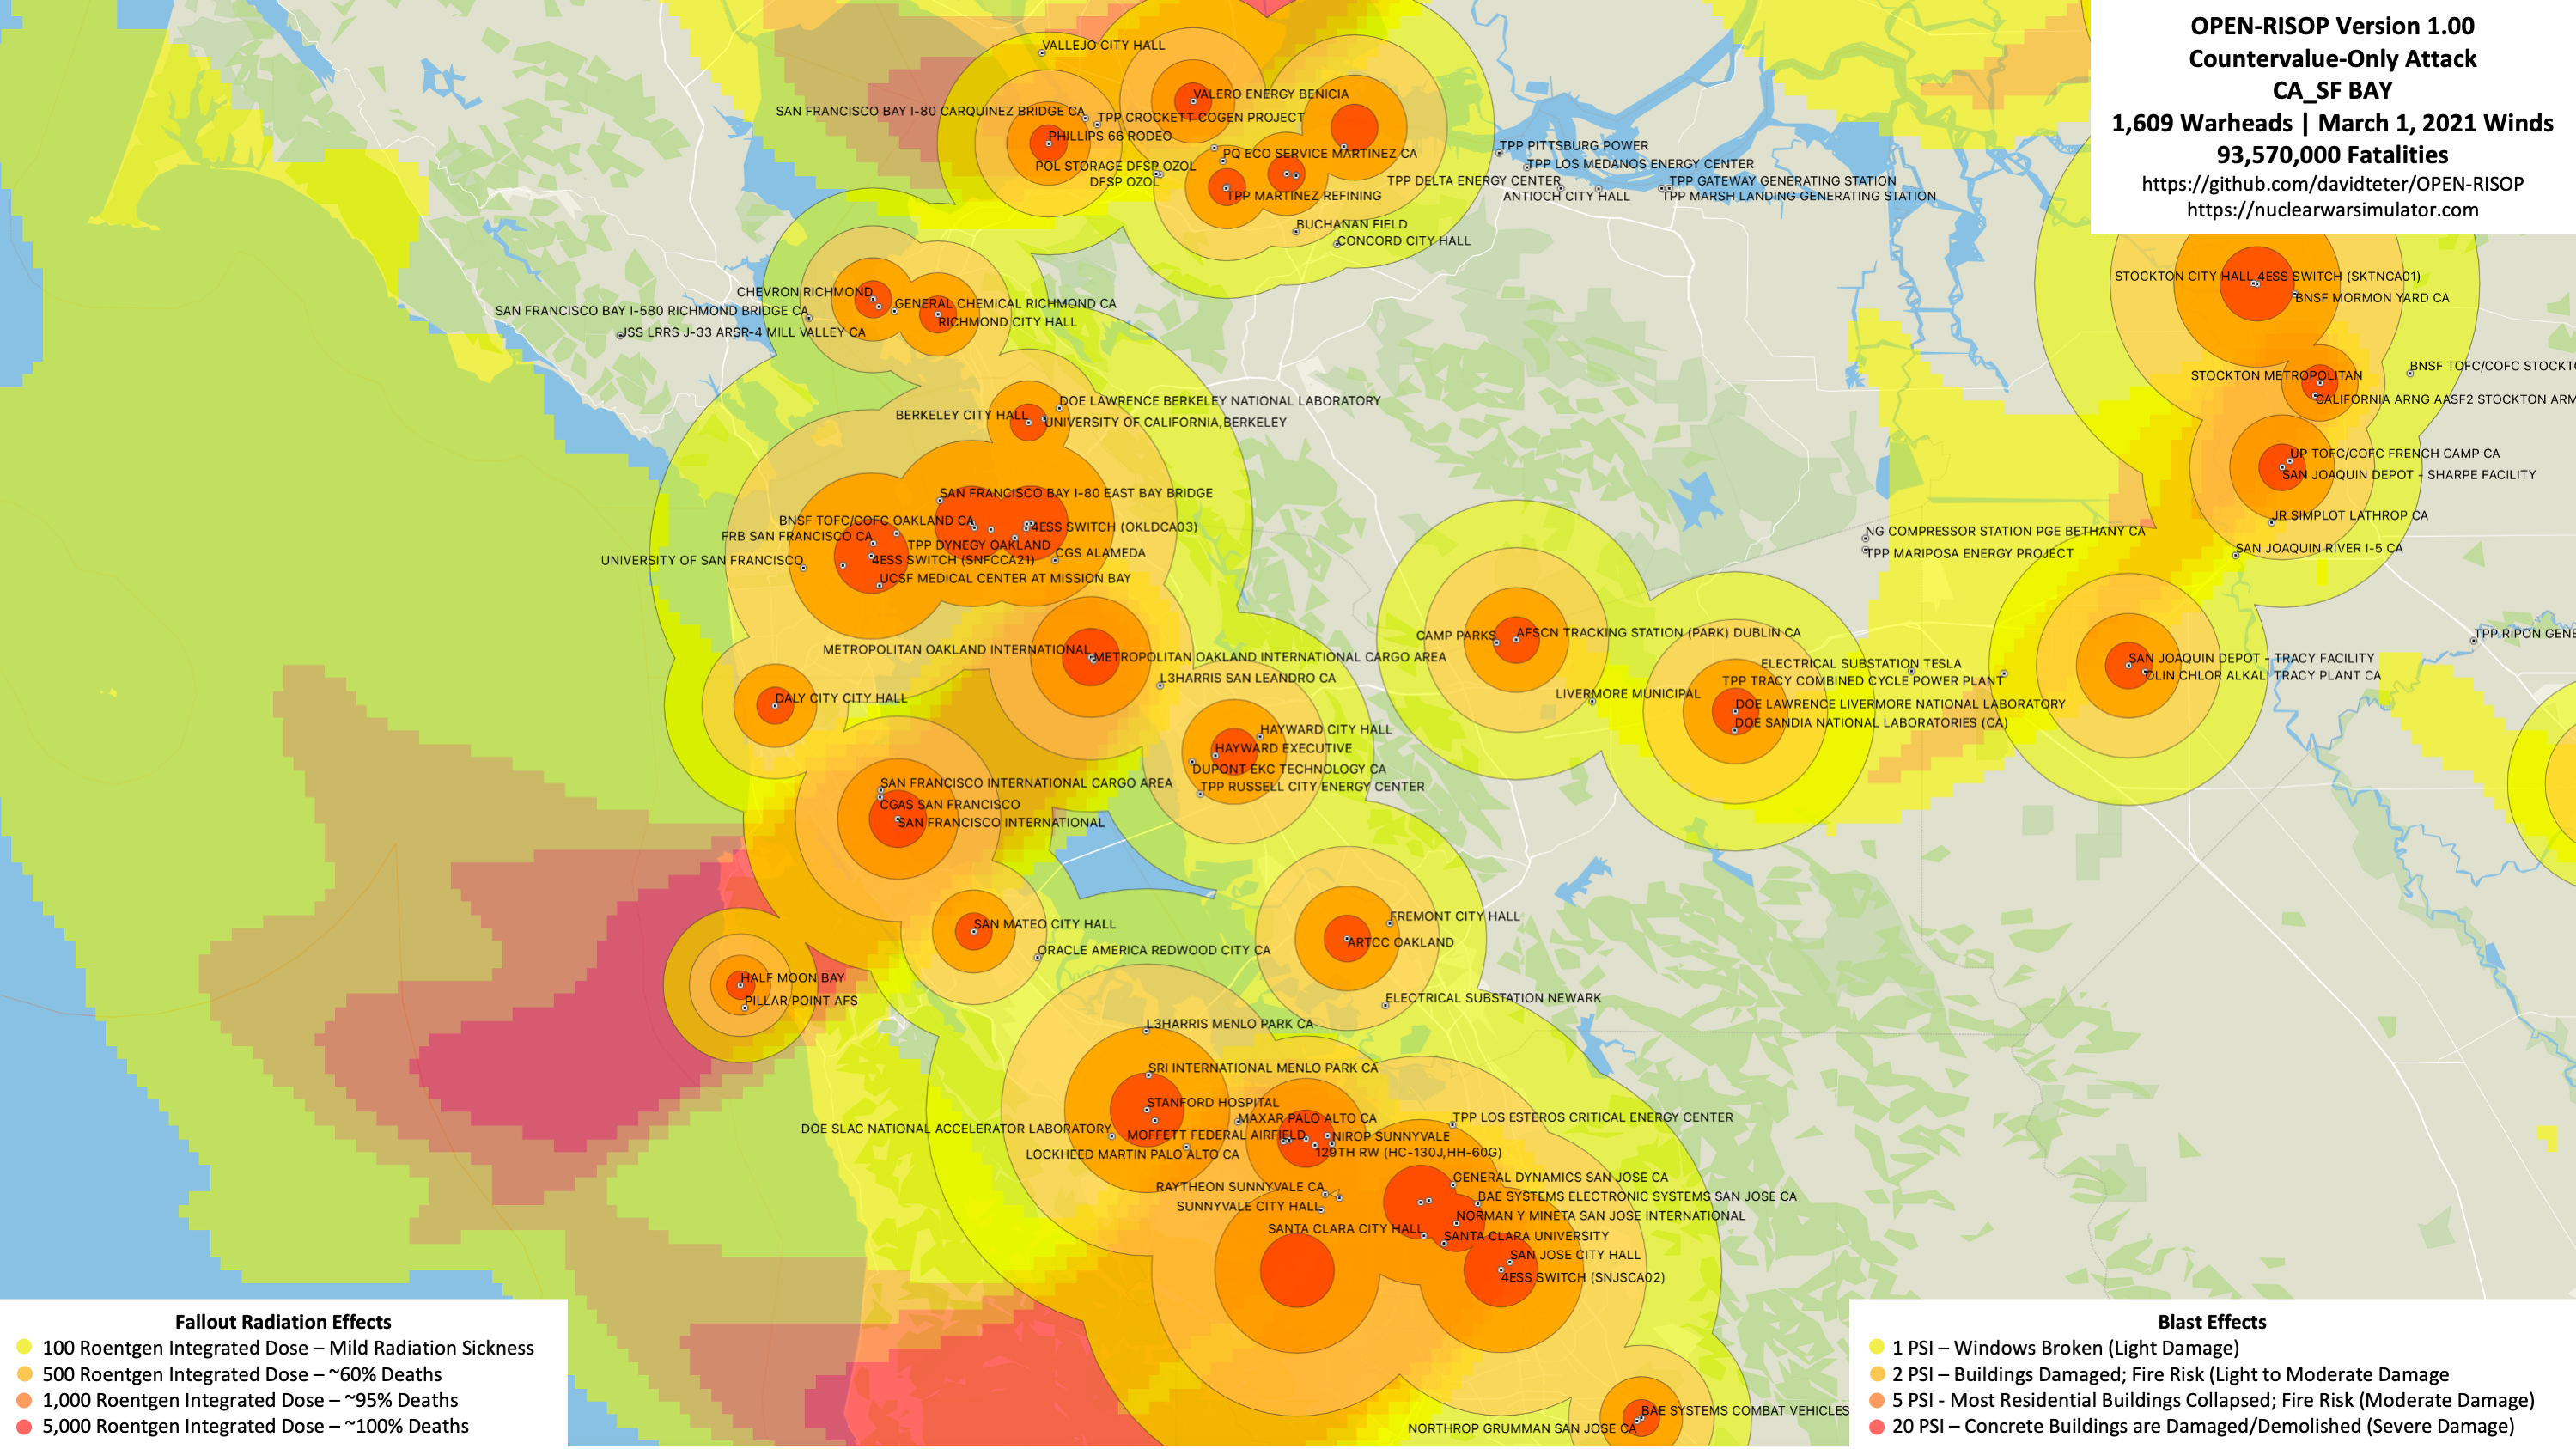 OPEN-RISOP Version 1.00
Countervalue-Only Attack
CA_SF BAY
1,609 Warheads | March 1, 2021 Winds
93,570,000 Fatalities
https://github.com/davidteter/OPEN-RISOP
https://nuclearwarsimulator.com
VALLEJO CITY HALL
VALERO ENERGY BENICIA
SAN FRANCISCO BAY I-80 CARQUINEZ BRIDGE CA
TPP CROCKETT COGEN PROJECT
PHILLIPS 66 RODEO
PQ ECO SERVICE MARTINEZ CA
POL STORAGE DFSP OZOL
DFSP OZOL
TPP MARTINEZ REFINING
TPP PITTSBURG POWER
TPP LOS MEDANOS ENERGY CENTER
TPP DELTA ENERGY CENTER
TPP GATEWAY GENERATING STATION
ANTIOCH CITY HALL
TPP MARSH LANDING GENERATING STATION
BUCHANAN FIELD
CONCORD CITY HALL
STOCKTON CITY HALL
4ESS SWITCH (SKTNCA01)
BNSF MORMON YARD CA
CHEVRON RICHMOND
GENERAL CHEMICAL RICHMOND CA
SAN FRANCISCO BAY I-580 RICHMOND BRIDGE CA
RICHMOND CITY HALL
JSS LRRS J-33 ARSR-4 MILL VALLEY CA
BNSF TOFC/COFC STOCKT
STOCKTON METROPOLITAN
CALIFORNIA ARNG AASF2 STOCKTON ARM
DOE LAWRENCE BERKELEY NATIONAL LABORATORY
BERKELEY CITY HALL
UNIVERSITY OF CALIFORNIA,BERKELEY
UP TOFC/COFC FRENCH CAMP CA
SAN JOAQUIN DEPOT - SHARPE FACILITY
SAN FRANCISCO BAY I-80 EAST BAY BRIDGE
BNSF TOFC/COFC OAKLAND CA
4ESS SWITCH (OKLDCA03)
JR SIMPLOT LATHROP CA
FRB SAN FRANCISCO CA
TPP DYNEGY OAKLAND
NG COMPRESSOR STATION PGE BETHANY CA
CGS ALAMEDA
TPP MARIPOSA ENERGY PROJECT
SAN JOAQUIN RIVER I-5 CA
UNIVERSITY OF SAN FRANCISCO
4ESS SWITCH (SNFCCA21)
UCSF MEDICAL CENTER AT MISSION BAY
CAMP PARKS
AFSCN TRACKING STATION (PARK) DUBLIN CA
TPP RIPON GENE
METROPOLITAN OAKLAND INTERNATIONAL
METROPOLITAN OAKLAND INTERNATIONAL CARGO AREA
ELECTRICAL SUBSTATION TESLA
SAN JOAQUIN DEPOT - TRACY FACILITY
L3HARRIS SAN LEANDRO CA
TPP TRACY COMBINED CYCLE POWER PLANT
OLIN CHLOR ALKALI TRACY PLANT CA
DALY CITY CITY HALL
LIVERMORE MUNICIPAL
DOE LAWRENCE LIVERMORE NATIONAL LABORATORY
DOE SANDIA NATIONAL LABORATORIES (CA)
HAYWARD CITY HALL
HAYWARD EXECUTIVE
DUPONT EKC TECHNOLOGY CA
SAN FRANCISCO INTERNATIONAL CARGO AREA
TPP RUSSELL CITY ENERGY CENTER
CGAS SAN FRANCISCO
SAN FRANCISCO INTERNATIONAL
SAN MATEO CITY HALL
FREMONT CITY HALL
ORACLE AMERICA REDWOOD CITY CA
ARTCC OAKLAND
HALF MOON BAY
PILLAR POINT AFS
ELECTRICAL SUBSTATION NEWARK
L3HARRIS MENLO PARK CA
SRI INTERNATIONAL MENLO PARK CA
STANFORD HOSPITAL
MAXAR PALO ALTO CA
TPP LOS ESTEROS CRITICAL ENERGY CENTER
DOE SLAC NATIONAL ACCELERATOR LABORATORY
MOFFETT FEDERAL AIRFIELD
NIROP SUNNYVALE
LOCKHEED MARTIN PALO ALTO CA
129TH RW (HC-130J,HH-60G)
GENERAL DYNAMICS SAN JOSE CA
RAYTHEON SUNNYVALE CA
BAE SYSTEMS ELECTRONIC SYSTEMS SAN JOSE CA
SUNNYVALE CITY HALL
NORMAN Y MINETA SAN JOSE INTERNATIONAL
SANTA CLARA CITY HALL
SANTA CLARA UNIVERSITY
SAN JOSE CITY HALL
4ESS SWITCH (SNJSCA02)
BAE SYSTEMS COMBAT VEHICLES
NORTHROP GRUMMAN SAN JOSE CA
Fallout Radiation Effects
100 Roentgen Integrated Dose – Mild Radiation Sickness
500 Roentgen Integrated Dose – ~60% Deaths
1,000 Roentgen Integrated Dose – ~95% Deaths
5,000 Roentgen Integrated Dose – ~100% Deaths
Blast Effects
1 PSI – Windows Broken (Light Damage)
2 PSI – Buildings Damaged; Fire Risk (Light to Moderate Damage
5 PSI - Most Residential Buildings Collapsed; Fire Risk (Moderate Damage)
20 PSI – Concrete Buildings are Damaged/Demolished (Severe Damage)